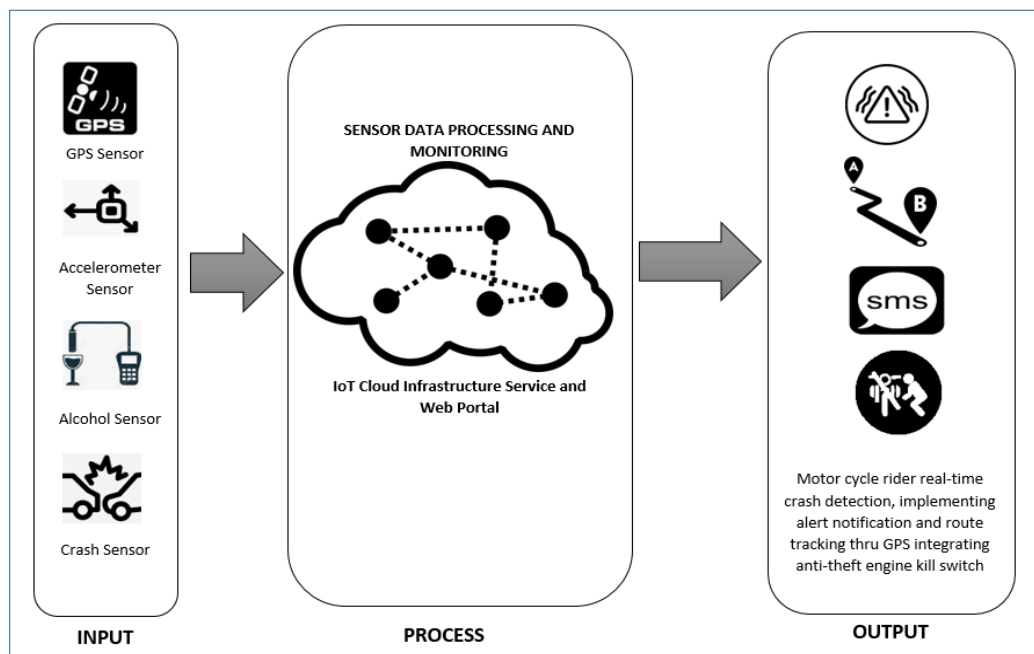 GPS
GPS Sensor
Accelerometer
Sensor
Alcohol Sensor
Crash Sensor
INPUT
SENSOR DATA PROCESSING AND
MONITORING
IoT Cloud Infrastructure Service and
Web Portal
PROCESS
A
B
sms
Motor cycle rider real-time
crash detection, implementing
alert notification and route
tracking thru GPS integrating
anti-theft engine kill switch
OUTPUT